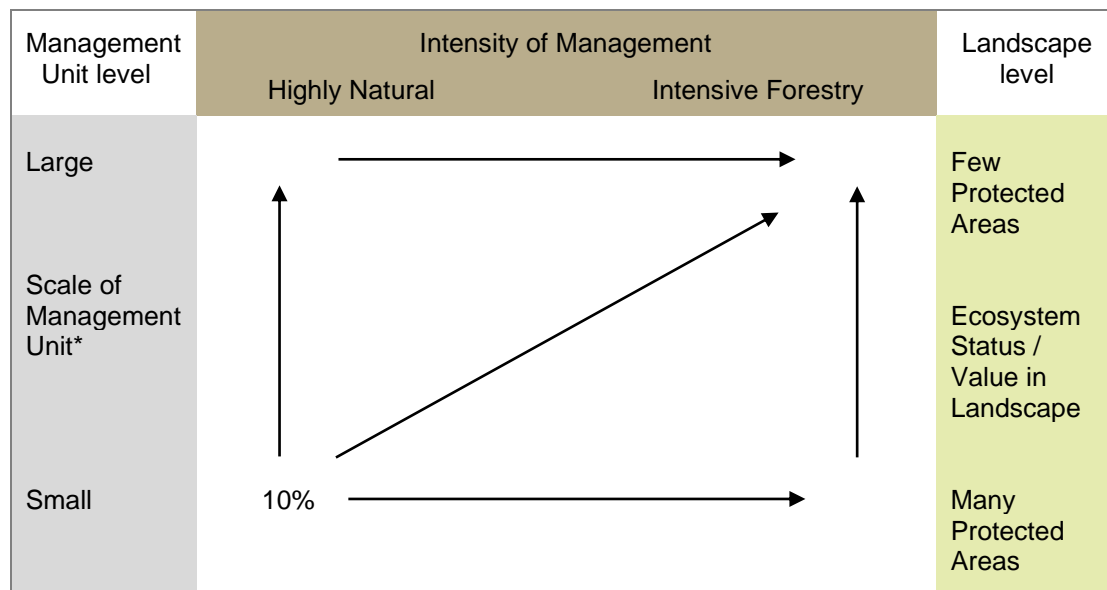 Management
Unit level
Intensity of Management
Highly Natural
Intensive Forestry
Landscape
level
Large
Few
Protected
Areas
Scale of
Management
Unit*
Ecosystem
Status /
Value in
Landscape
Small
10%
Many
Protected
Areas